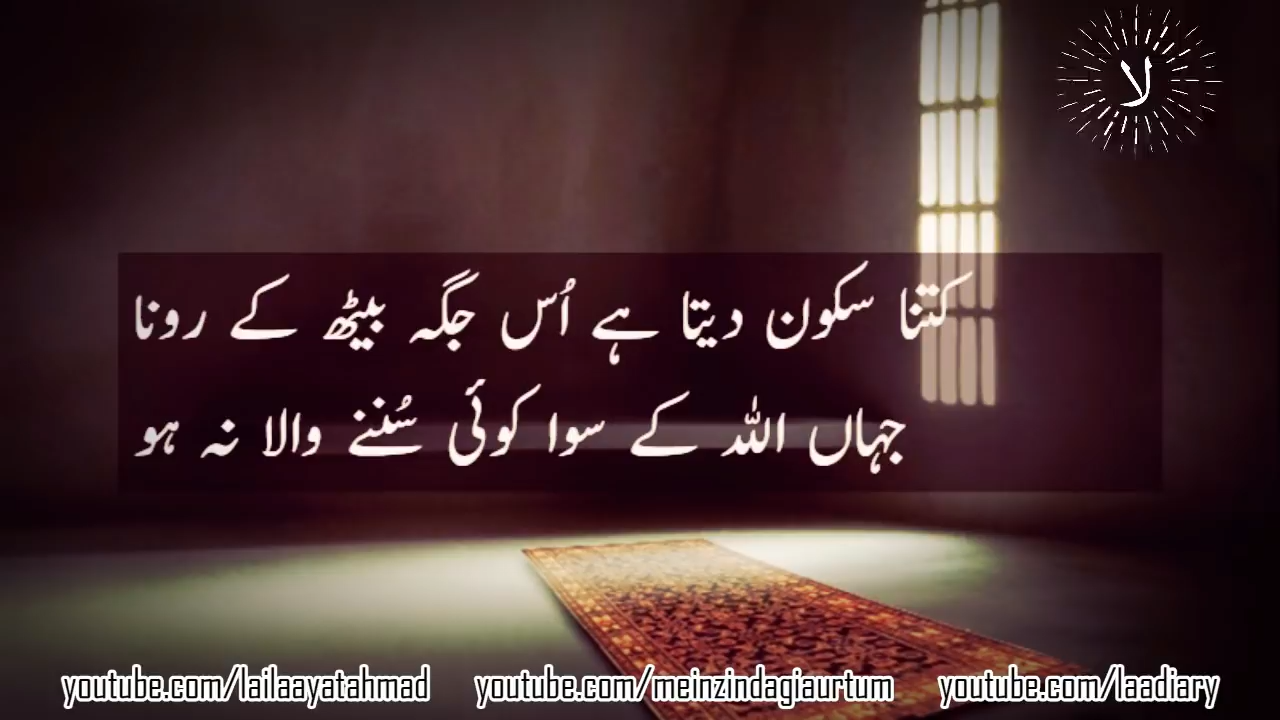 لا
کتنا سکون دیتا ہے اُس جگہ بیٹھ کے رونا
جہاں اللہ کے سوا کوئی سُننے والا نہ ہو
youtube.com/lailaayatahmad youtube.com/meinzindagiaurtum youtube.com/laadiary